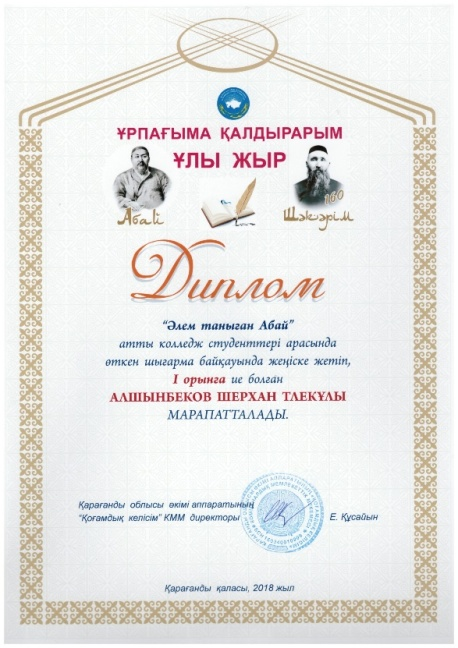 ҰРПАҒЫМА ҚАЛДЫРАРЫМ
ҰЛЫ ЖЫР
Абай
160
Шәкәрім
Диплом
“Әлем таныған Абай”
атты колледж студенттері арасында
өткен шығарма байқауында жеңіске жетіп,
І орынға ие болған
АЛШЫНБЕКОВ ШЕРХАН ТЛЕКҰЛЫ
МАРАПАТТАЛАДЫ.
Қарағанды облысы әкімі аппаратының
“Қоғамдық келісім” КММ директоры
Е. Құсайын
Қарағанды қаласы, 2018 жыл